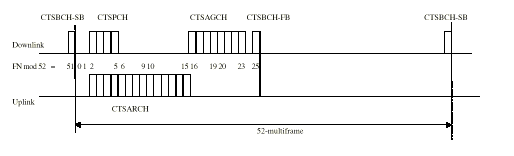 CTSBCH-SB CTSPCH CTSAGCH CTSBCH-FB CTSBCH-SB
Downlink
FN mod 52 = 51 0 1 2 5 6 9 10 15 16 19 20 23 25
Uplink
CTSARCH
52-multiframe